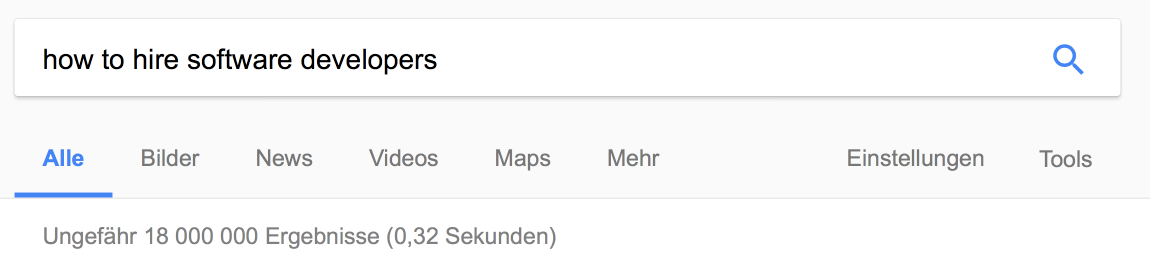 how to hire software developers
Alle Bilder News Videos Maps Mehr Einstellungen Tools
Ungefähr 18 000 000 Ergebnisse (0,32 Sekunden)